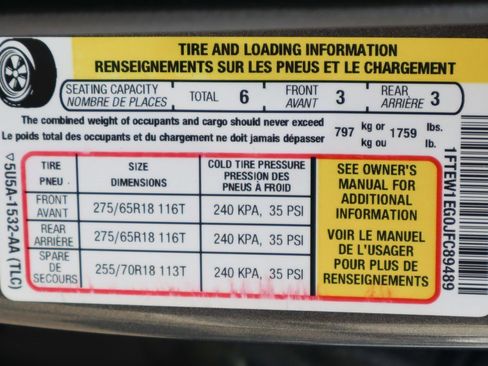 TIRE AND LOADING INFORMATION
RENSEIGNEMENTS SUR LES PNEUS ET LE CHARGEMENT
SEATING CAPACITY
NOMBRE DE PLACES
TOTAL 6
FRONT
AVANT 3
REAR
ARRIÈRE 3
The combined weight of occupants and cargo should never exceed
Le poids total des occupants et du chargement ne doit jamais dépasser
797 kg or 1759 lbs.
kg ou lb.
TIRE
PNEU
SIZE
DIMENSIONS
COLD TIRE PRESSURE
PRESSION DES
PNEUS À FROID
FRONT
AVANT
275/65R18 116T
240 KPA, 35 PSI
REAR
ARRIÈRE
275/65R18 116T
240 KPA, 35 PSI
SPARE
DE SECOURS
255/70R18 113T
240 KPA, 35 PSI
SEE OWNER'S
MANUAL FOR
ADDITIONAL
INFORMATION
VOIR LE MANUEL
DE L'USAGER
POUR PLUS DE
RENSEIGNEMENTS
5U5A-1532-AA (TLC)
1FTEW1EG0JFC89489